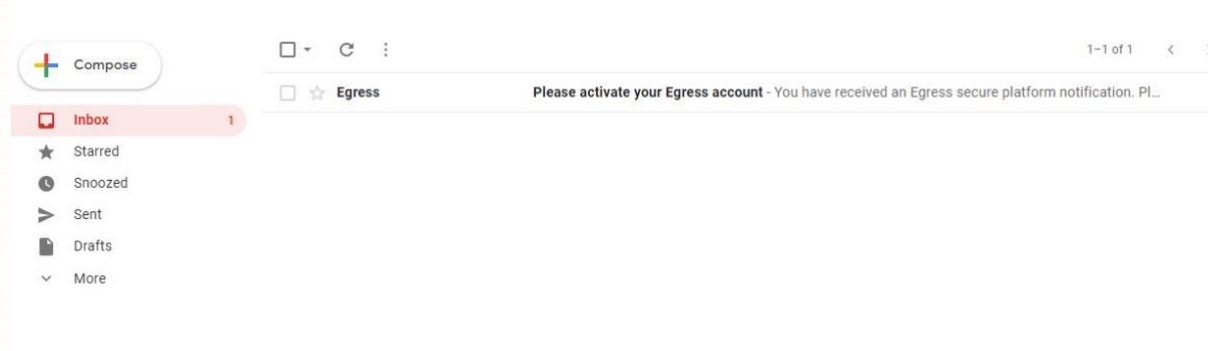 Compose
1–1 of 1
Egress Please activate your Egress account - You have received an Egress secure platform notification. Pl...
Inbox 1
Starred
Snoozed
Sent
Drafts
More